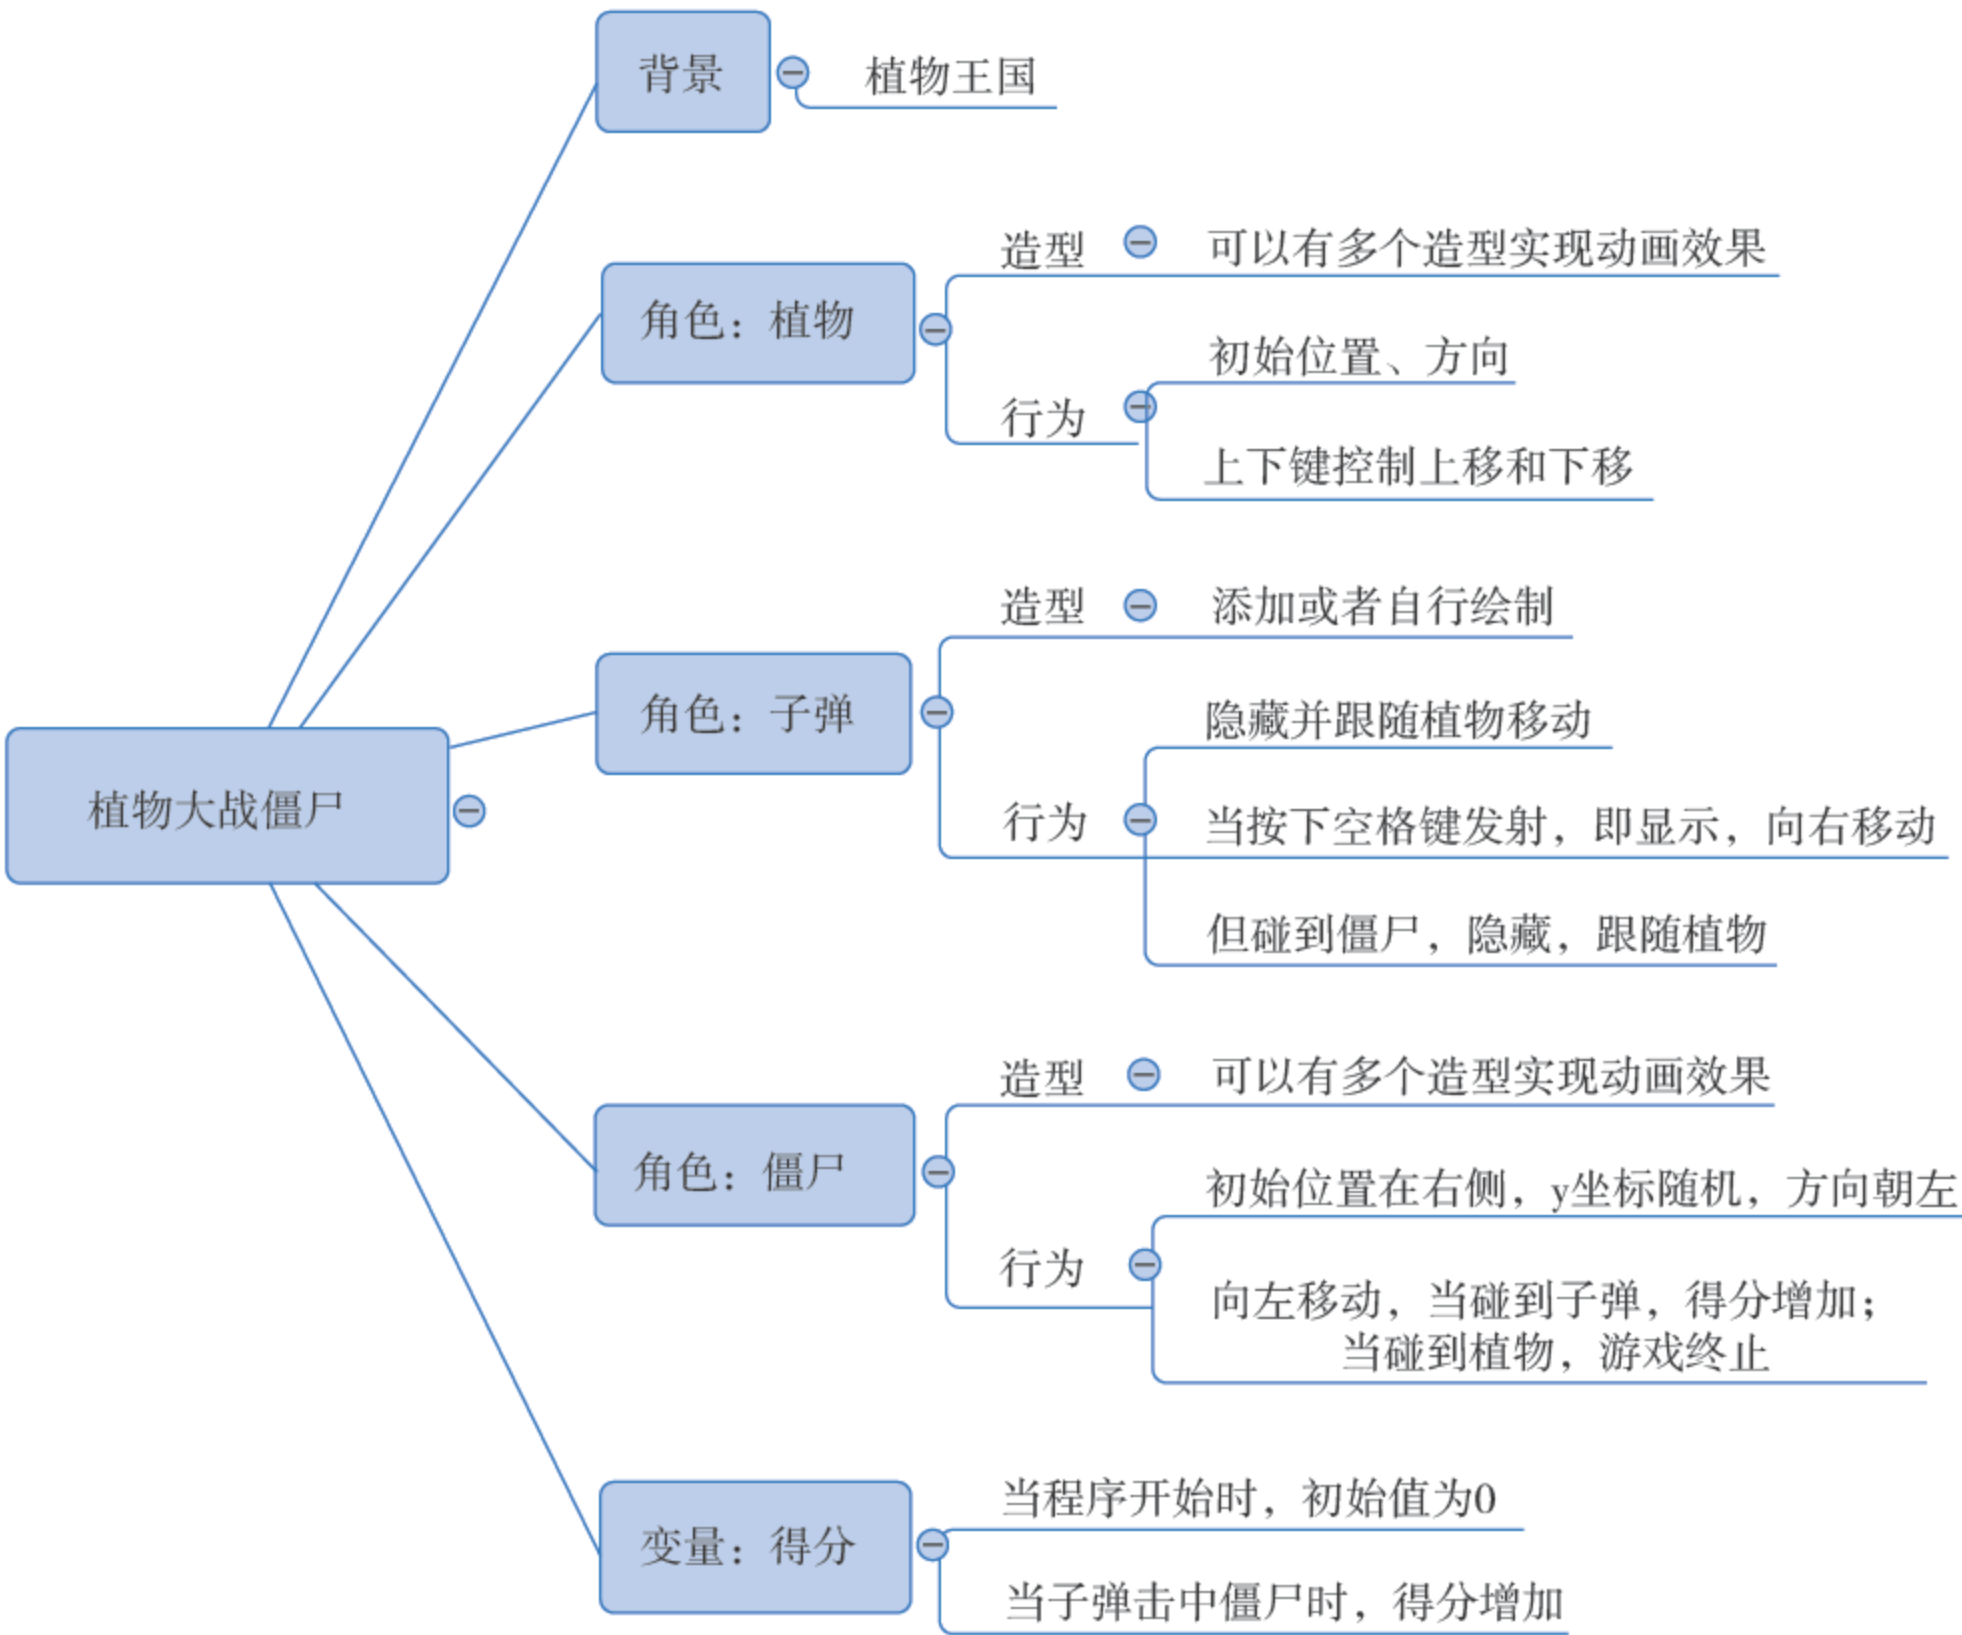 背景
植物王国
造型
可以有多个造型实现动画效果
角色：植物
初始位置、方向
行为
上下键控制上移和下移
造型
添加或者自行绘制
角色：子弹
隐藏并跟随植物移动
行为
当按下空格键发射，即显示，向右移动
但碰到僵尸，隐藏，跟随植物
植物大战僵尸
造型
可以有多个造型实现动画效果
角色：僵尸
初始位置在右侧，y坐标随机，方向朝左
行为
向左移动，当碰到子弹，得分增加；
当碰到植物，游戏终止
变量：得分
当程序开始时，初始值为0
当子弹击中僵尸时，得分增加